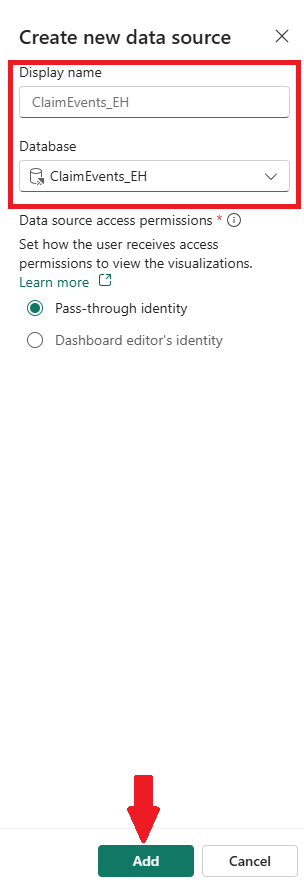 Create new data source
Display name
ClaimEvents_EH
Database
ClaimEvents_EH
Data source access permissions *
Set how the user receives access
permissions to view the visualizations.
Learn more
Pass-through identity
Dashboard editor's identity
Add
Cancel